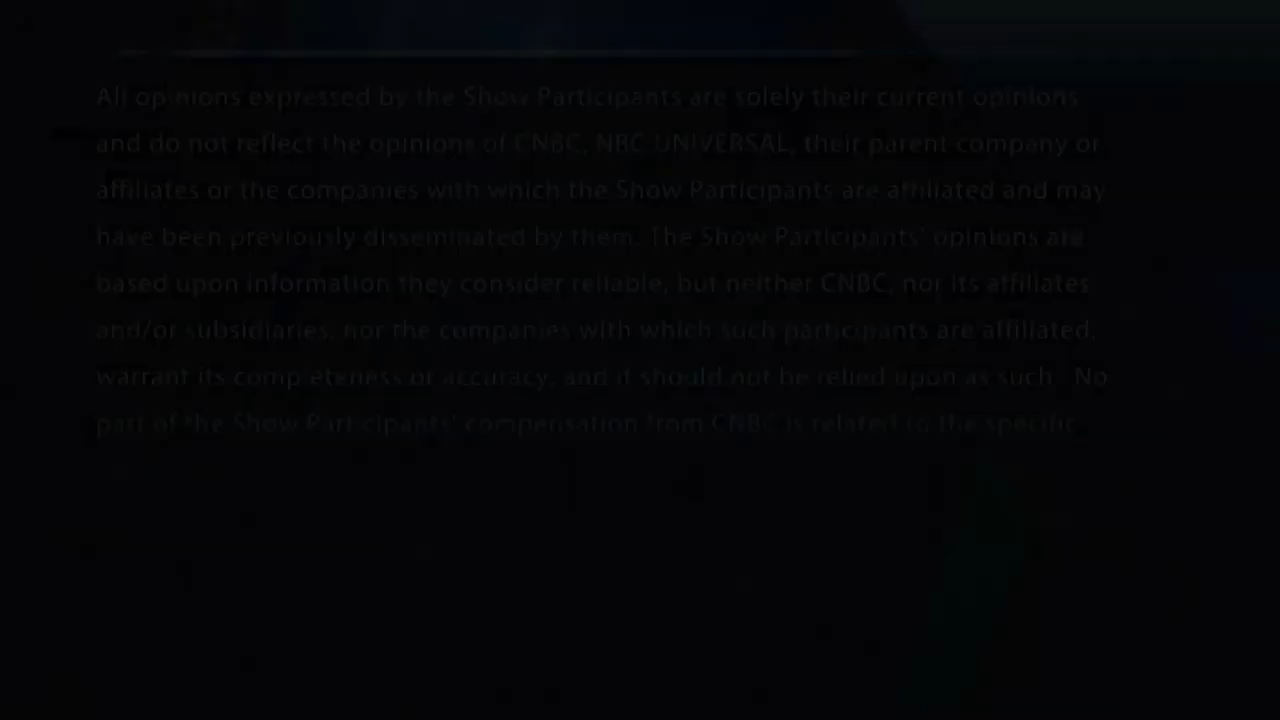 All opinions expressed by the Show Participants are solely their current opinions
and do not reflect the opinions of CNBC, NBC UNIVERSAL, their parent company or
affiliates or the companies with which the Show Participants are affiliated and may
have been previously disseminated by them. The Show Participants' opinions are
based upon information they consider reliable, but neither CNBC, nor its affiliates
and/or subsidiaries, nor the companies with which such participants are affiliated,
warrant its completeness or accuracy, and it should not be relied upon as such. No
part of the Show Participants' compensation from CNBC is related to the specific